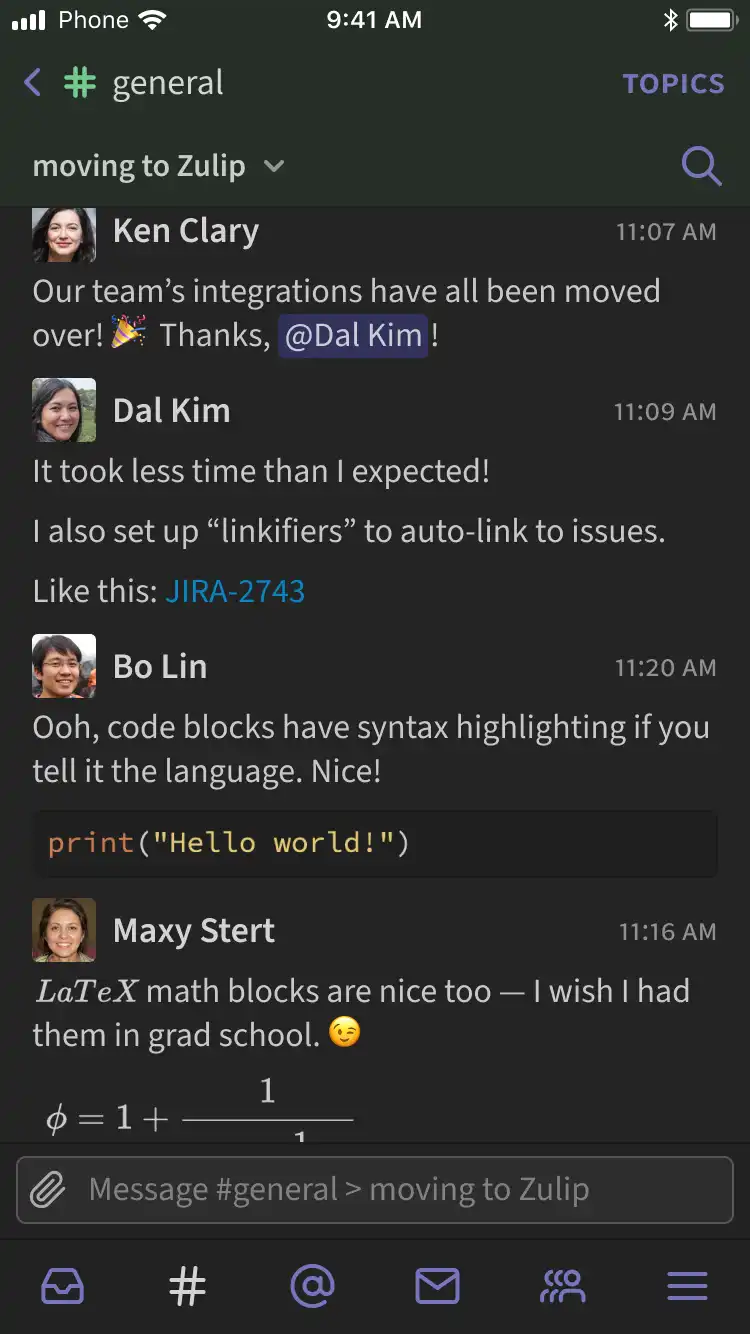 Phone 9:41 AM
# general TOPICS
moving to Zulip
Ken Clary 11:07 AM
Our team’s integrations have all been moved
over! 🎉 Thanks, @Dal Kim !
Dal Kim 11:09 AM
It took less time than I expected!
I also set up “linkifiers” to auto-link to issues.
Like this: JIRA-2743
Bo Lin 11:20 AM
Ooh, code blocks have syntax highlighting if you
tell it the language. Nice!
print("Hello world!")
Maxy Stert 11:16 AM
LaTeX math blocks are nice too — I wish I had
them in grad school. 😉
1
ϕ = 1 +
1
Message #general > moving to Zulip